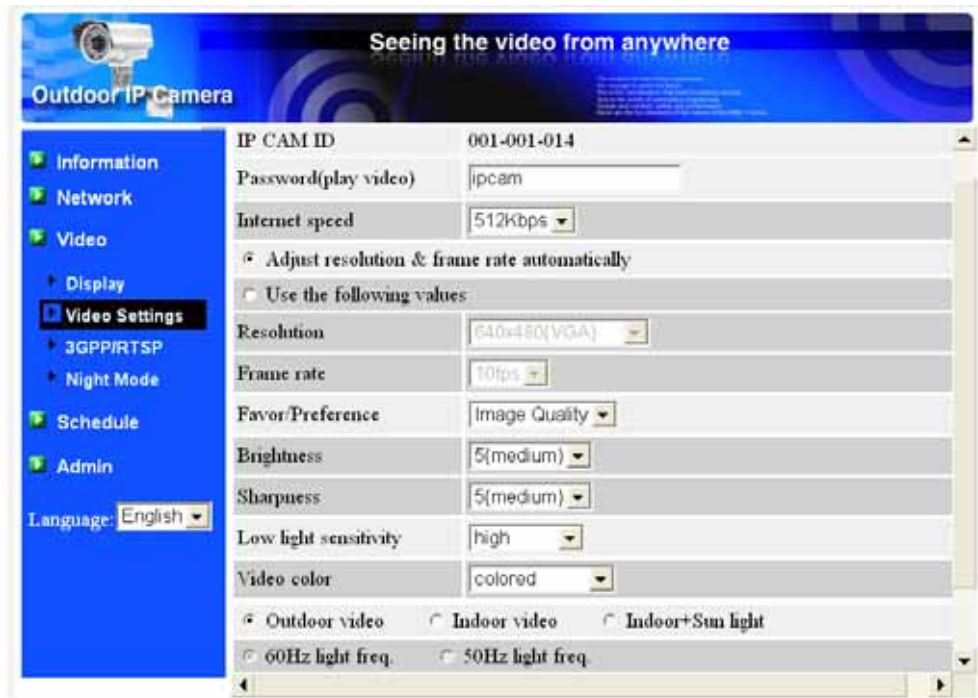 Seeing the video from anywhere
Outdoor IP Camera
Information
Network
Video
Display
Video Settings
3GPP/RTSP
Night Mode
Schedule
Admin
Language: English
IP CAM ID 001-001-014
Password(play video) ipcam
Internet speed 512Kbps
Adjust resolution & frame rate automatically
Use the following values
Resolution 640x480(VGA)
Frame rate 10fps
Favor/Preference Image Quality
Brightness 5(medium)
Sharpness 5(medium)
Low light sensitivity high
Video color colored
Outdoor video Indoor video Indoor+Sun light
60Hz light freq. 50Hz light freq.